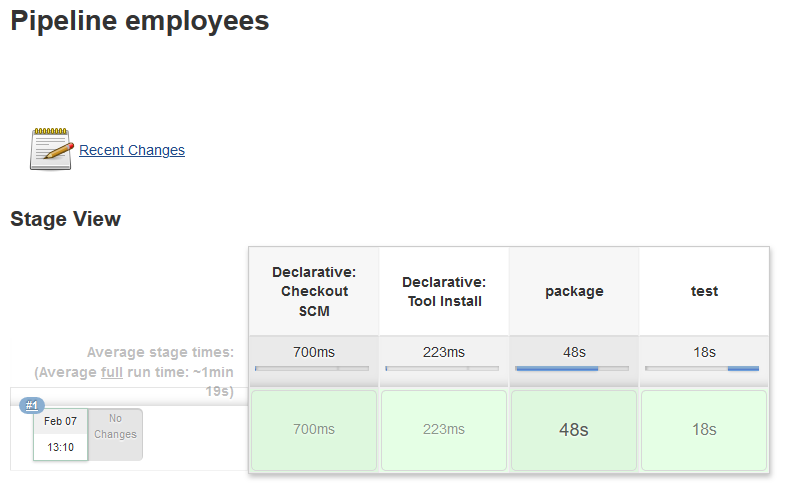 Pipeline employees
Recent Changes
Stage View
Declarative:
Checkout
SCM
Declarative:
Tool Install
package
test
Average stage times:
(Average full run time: ~1min
19s)
700ms
223ms
48s
18s
#1
Feb 07
13:10
No
Changes
700ms
223ms
48s
18s